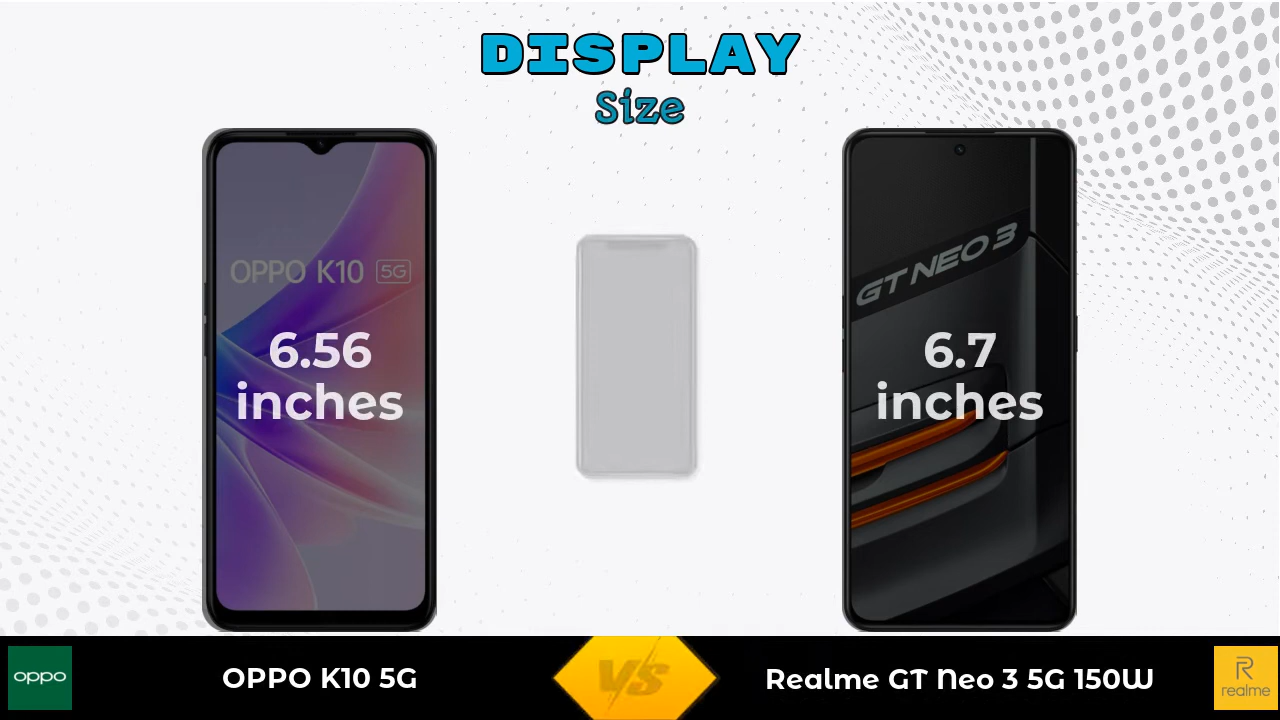 DISPLAY
Size
OPPO K10 5G
6.56
inches
GT NEO 3
6.7
inches
oppo
OPPO K10 5G
VS
Realme GT Neo 3 5G 150W
R
realme